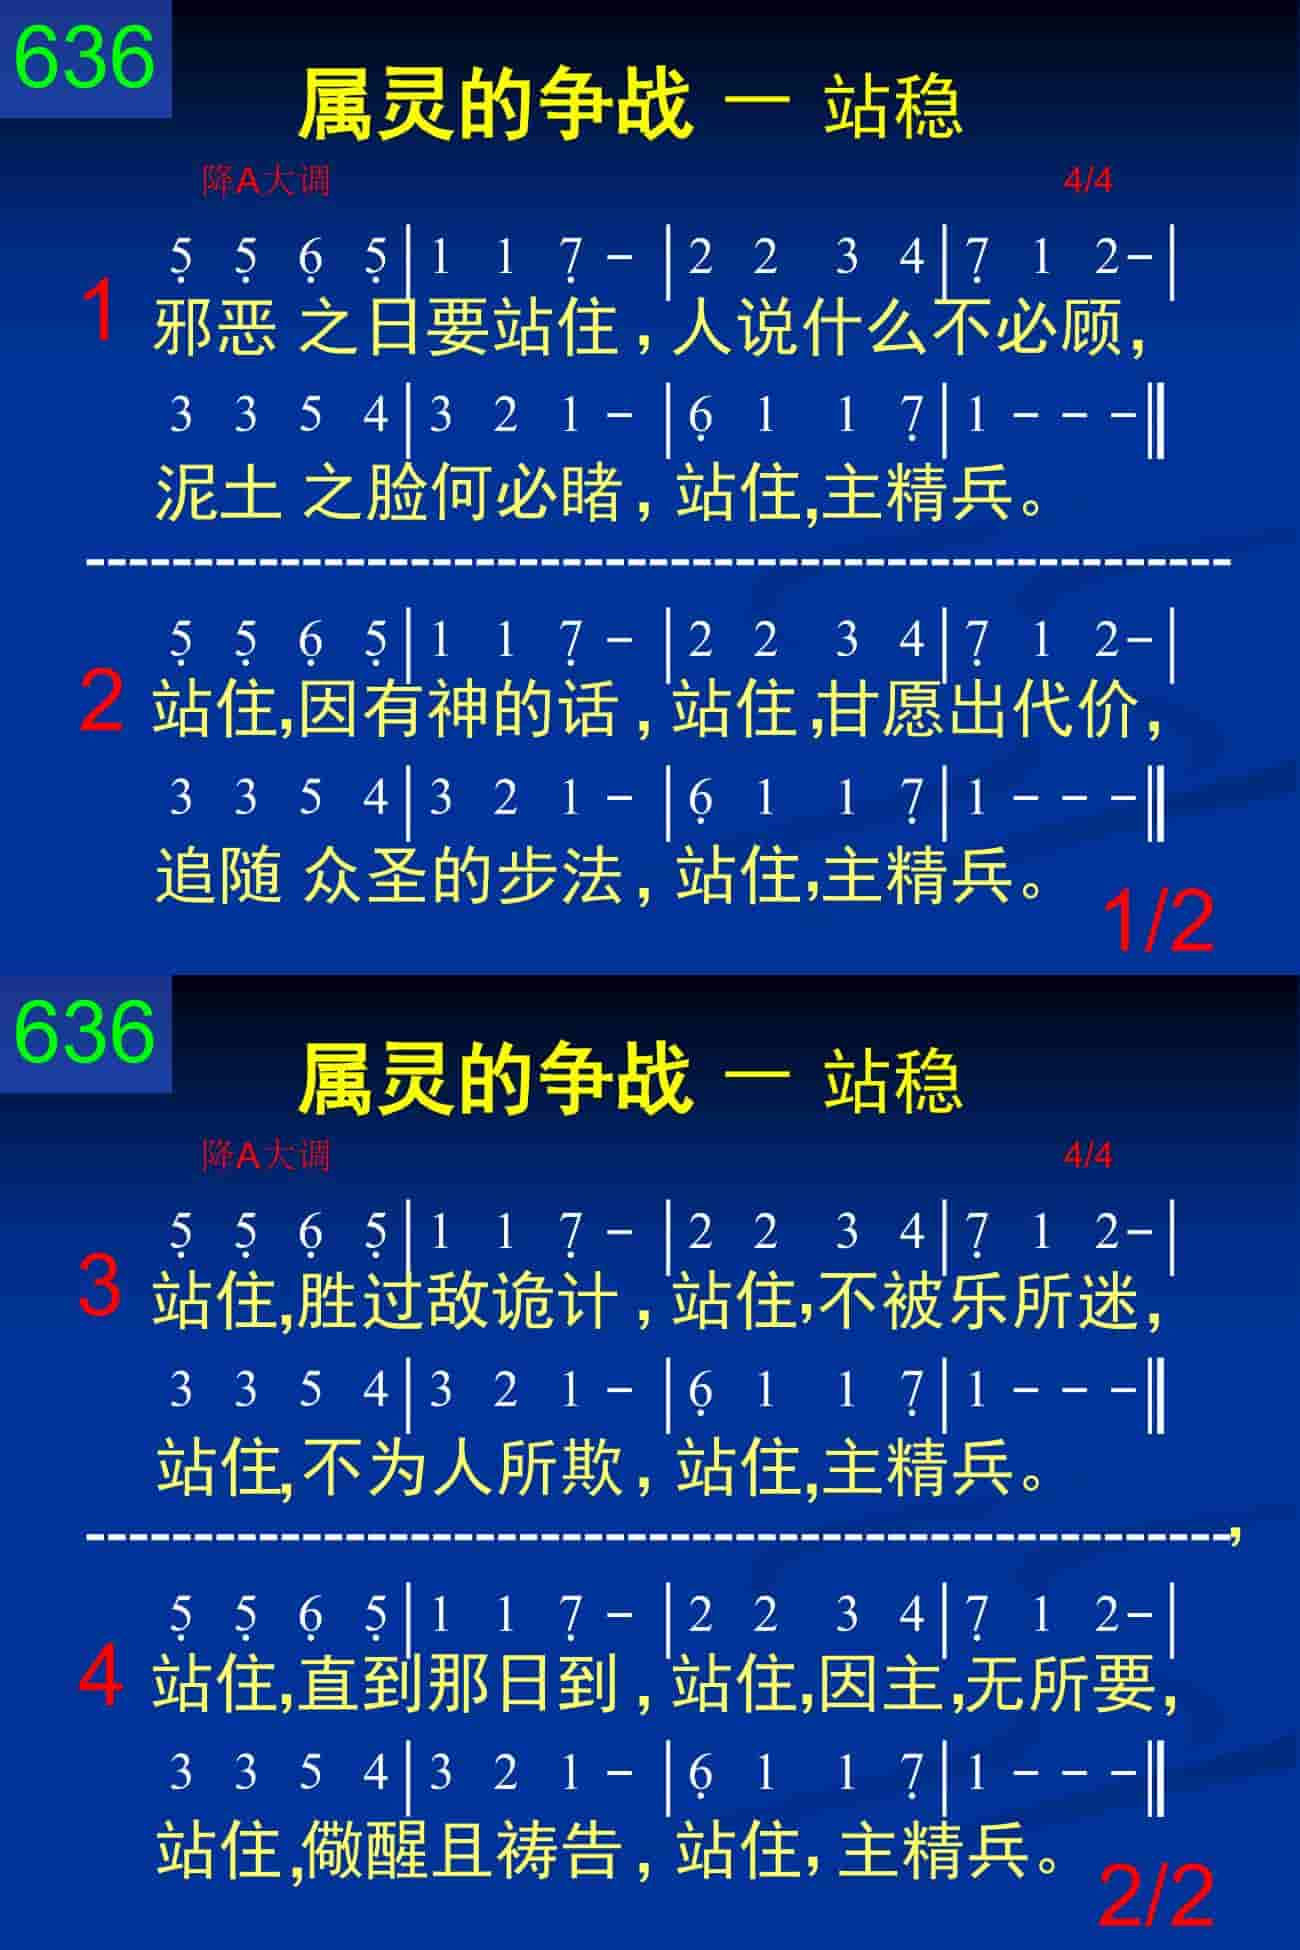 636
属灵的争战 — 站稳
降A大调 4/4
5̣ 5̣ 6̣ 5̣ | 1 1 7̣ – | 2 2 3 4 | 7̣ 1 2– |
1 邪恶 之日要站住，人说什么不必顾，
3 3 5 4 | 3 2 1 – | 6̣ 1 1 7̣ | 1 – – – ‖
泥土 之脸何必睹，站住,主精兵。
------------------------------------------------------
5̣ 5̣ 6̣ 5̣ | 1 1 7̣ – | 2 2 3 4 | 7̣ 1 2– |
2 站住,因有神的话，站住,甘愿出代价，
3 3 5 4 | 3 2 1 – | 6̣ 1 1 7̣ | 1 – – – ‖
追随 众圣的步法，站住,主精兵。
1/2
636
属灵的争战 — 站稳
降A大调 4/4
5̣ 5̣ 6̣ 5̣ | 1 1 7̣ – | 2 2 3 4 | 7̣ 1 2– |
3 站住,胜过敌诡计，站住,不被乐所迷，
3 3 5 4 | 3 2 1 – | 6̣ 1 1 7̣ | 1 – – – ‖
站住,不为人所欺，站住,主精兵。
------------------------------------------------------,
5̣ 5̣ 6̣ 5̣ | 1 1 7̣ – | 2 2 3 4 | 7̣ 1 2– |
4 站住,直到那日到，站住,因主,无所要，
3 3 5 4 | 3 2 1 – | 6̣ 1 1 7̣ | 1 – – – ‖
站住,儆醒且祷告，站住，主精兵。
2/2